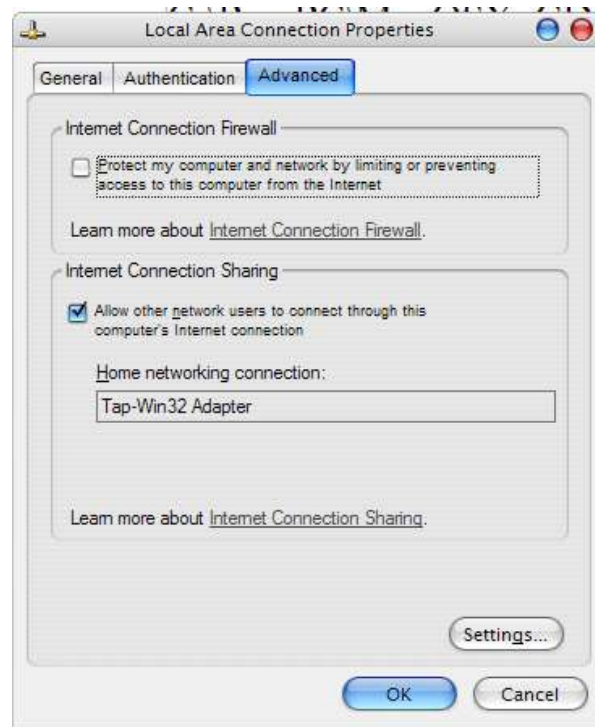 Local Area Connection Properties
General Authentication Advanced
Internet Connection Firewall
Protect my computer and network by limiting or preventing
access to this computer from the Internet
Learn more about Internet Connection Firewall.
Internet Connection Sharing
Allow other network users to connect through this
computer's Internet connection
Home networking connection:
Tap-Win32 Adapter
Learn more about Internet Connection Sharing.
Settings...
OK Cancel